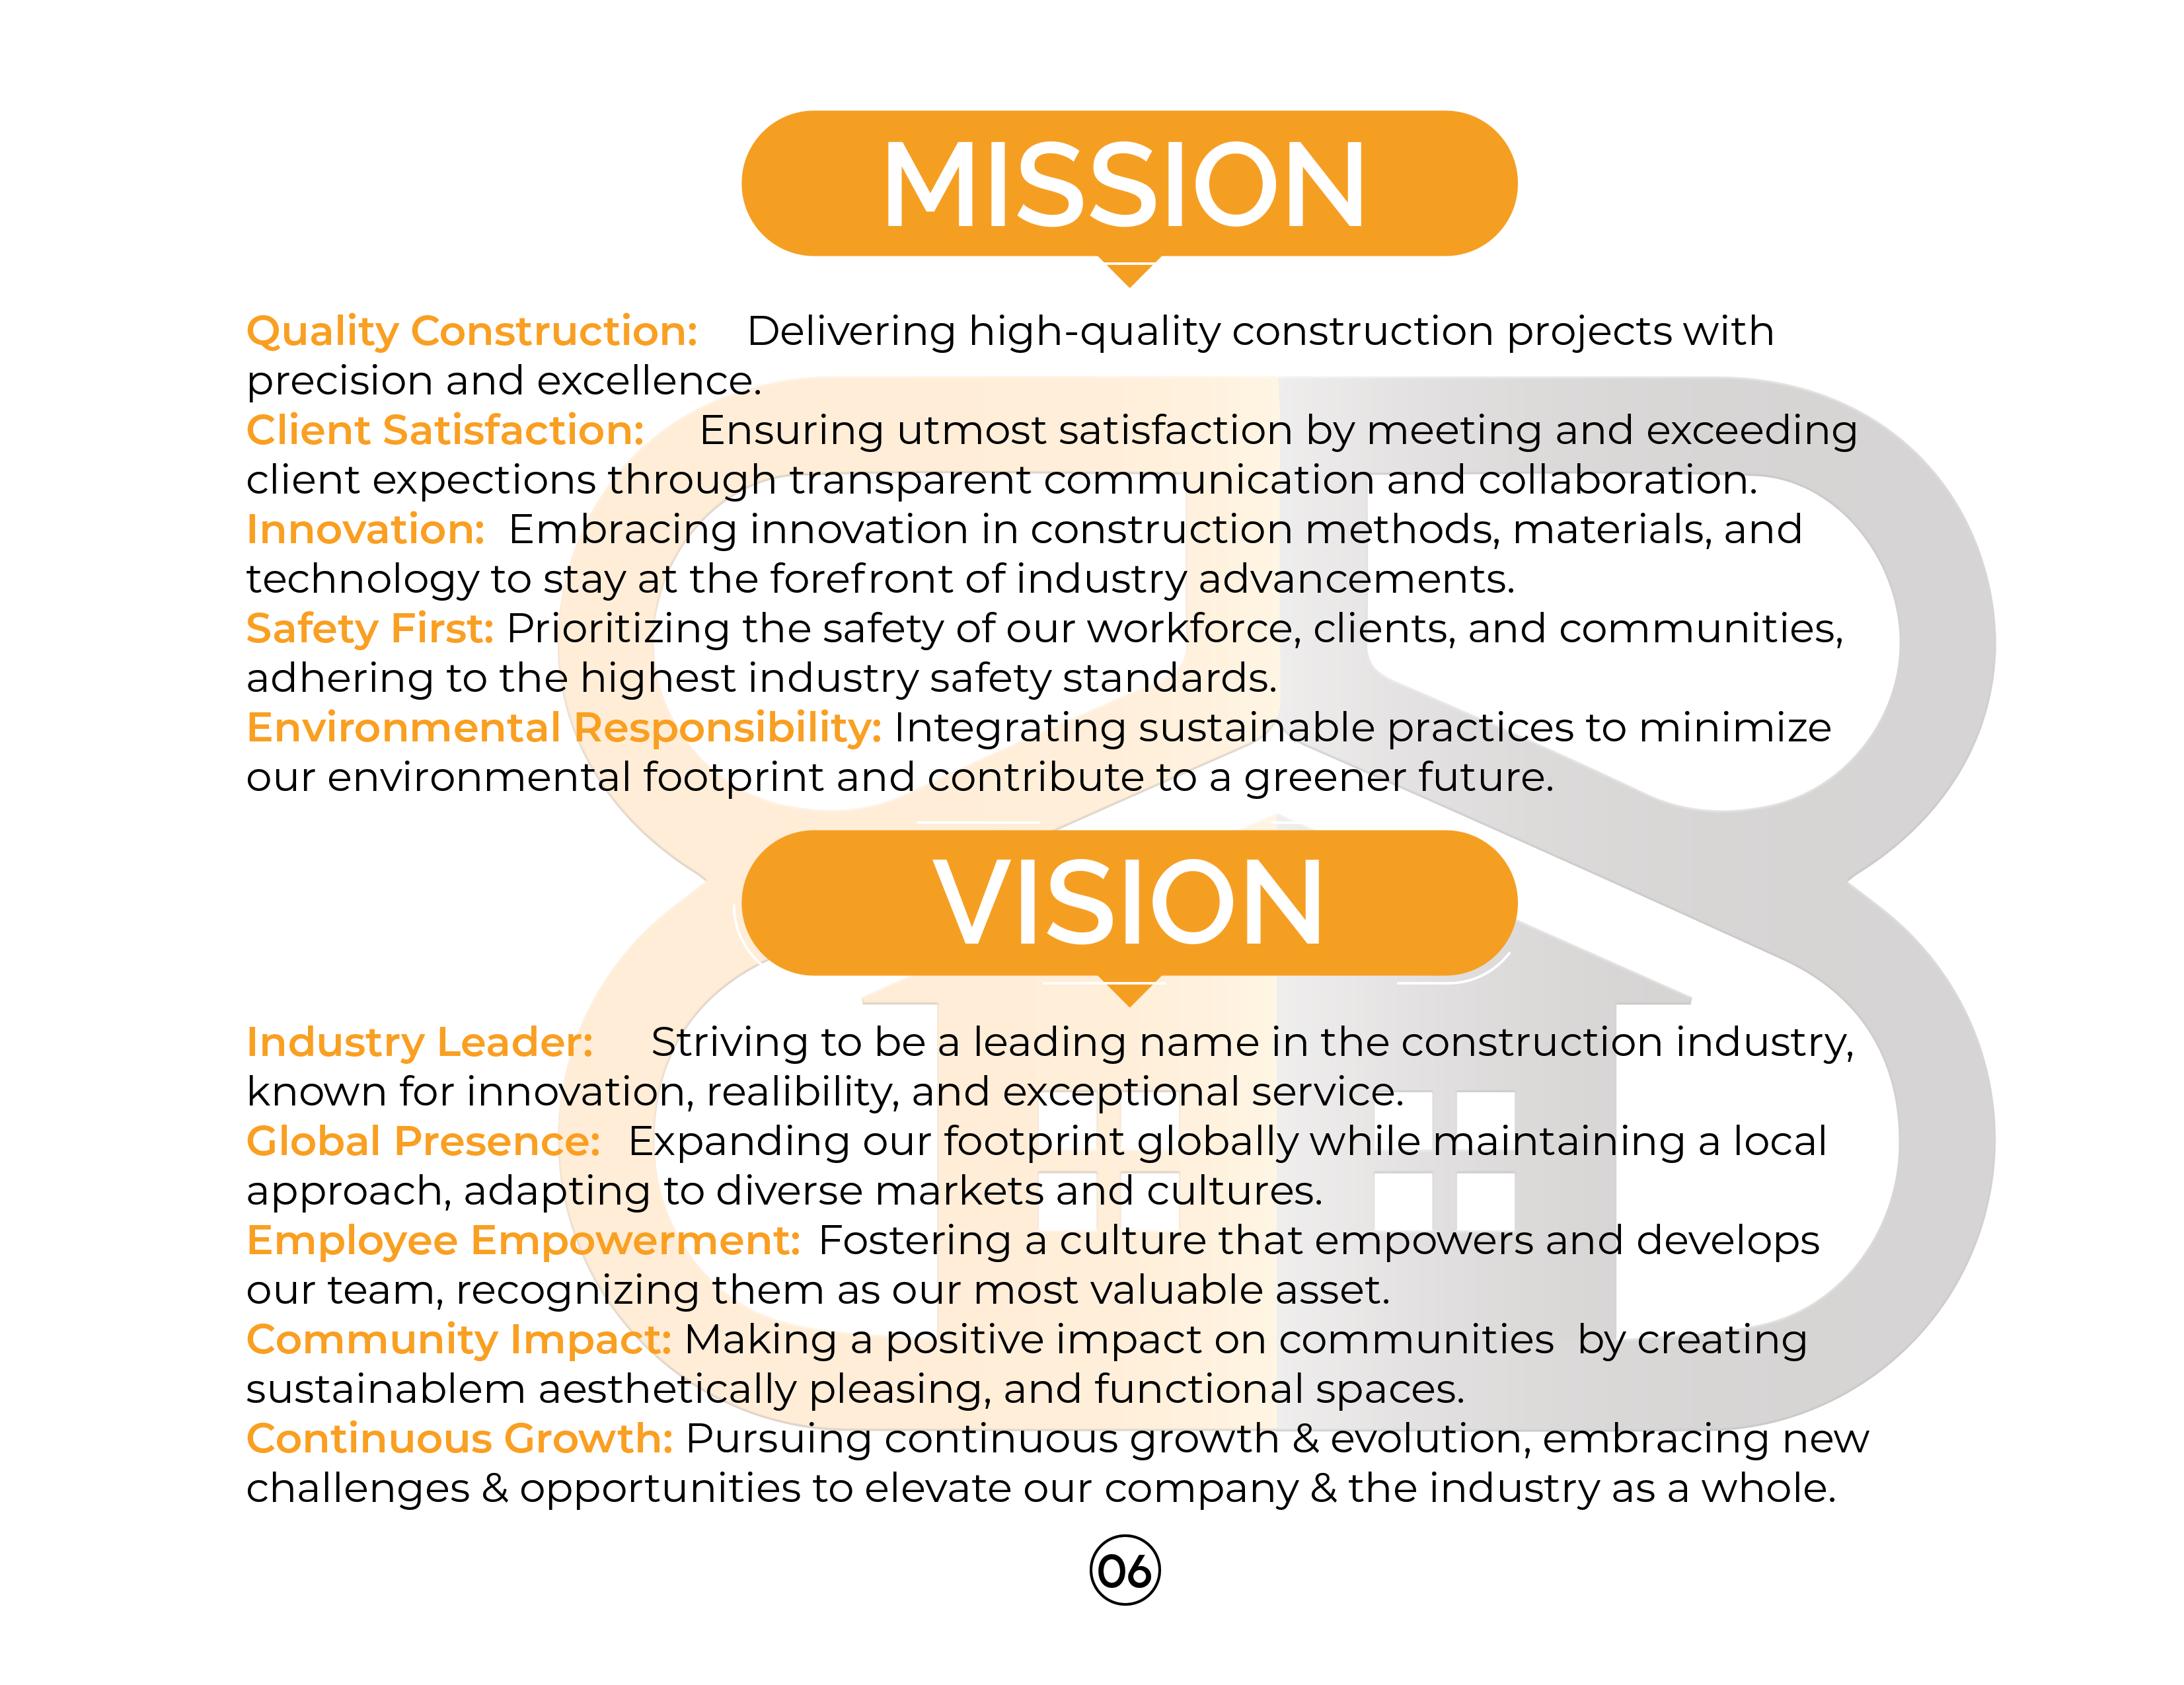 MISSION
Quality Construction: Delivering high-quality construction projects with
precision and excellence.
Client Satisfaction: Ensuring utmost satisfaction by meeting and exceeding
client expections through transparent communication and collaboration.
Innovation: Embracing innovation in construction methods, materials, and
technology to stay at the forefront of industry advancements.
Safety First: Prioritizing the safety of our workforce, clients, and communities,
adhering to the highest industry safety standards.
Environmental Responsibility: Integrating sustainable practices to minimize
our environmental footprint and contribute to a greener future.
VISION
Industry Leader: Striving to be a leading name in the construction industry,
known for innovation, realibility, and exceptional service.
Global Presence: Expanding our footprint globally while maintaining a local
approach, adapting to diverse markets and cultures.
Employee Empowerment: Fostering a culture that empowers and develops
our team, recognizing them as our most valuable asset.
Community Impact: Making a positive impact on communities by creating
sustainablem aesthetically pleasing, and functional spaces.
Continuous Growth: Pursuing continuous growth & evolution, embracing new
challenges & opportunities to elevate our company & the industry as a whole.
06